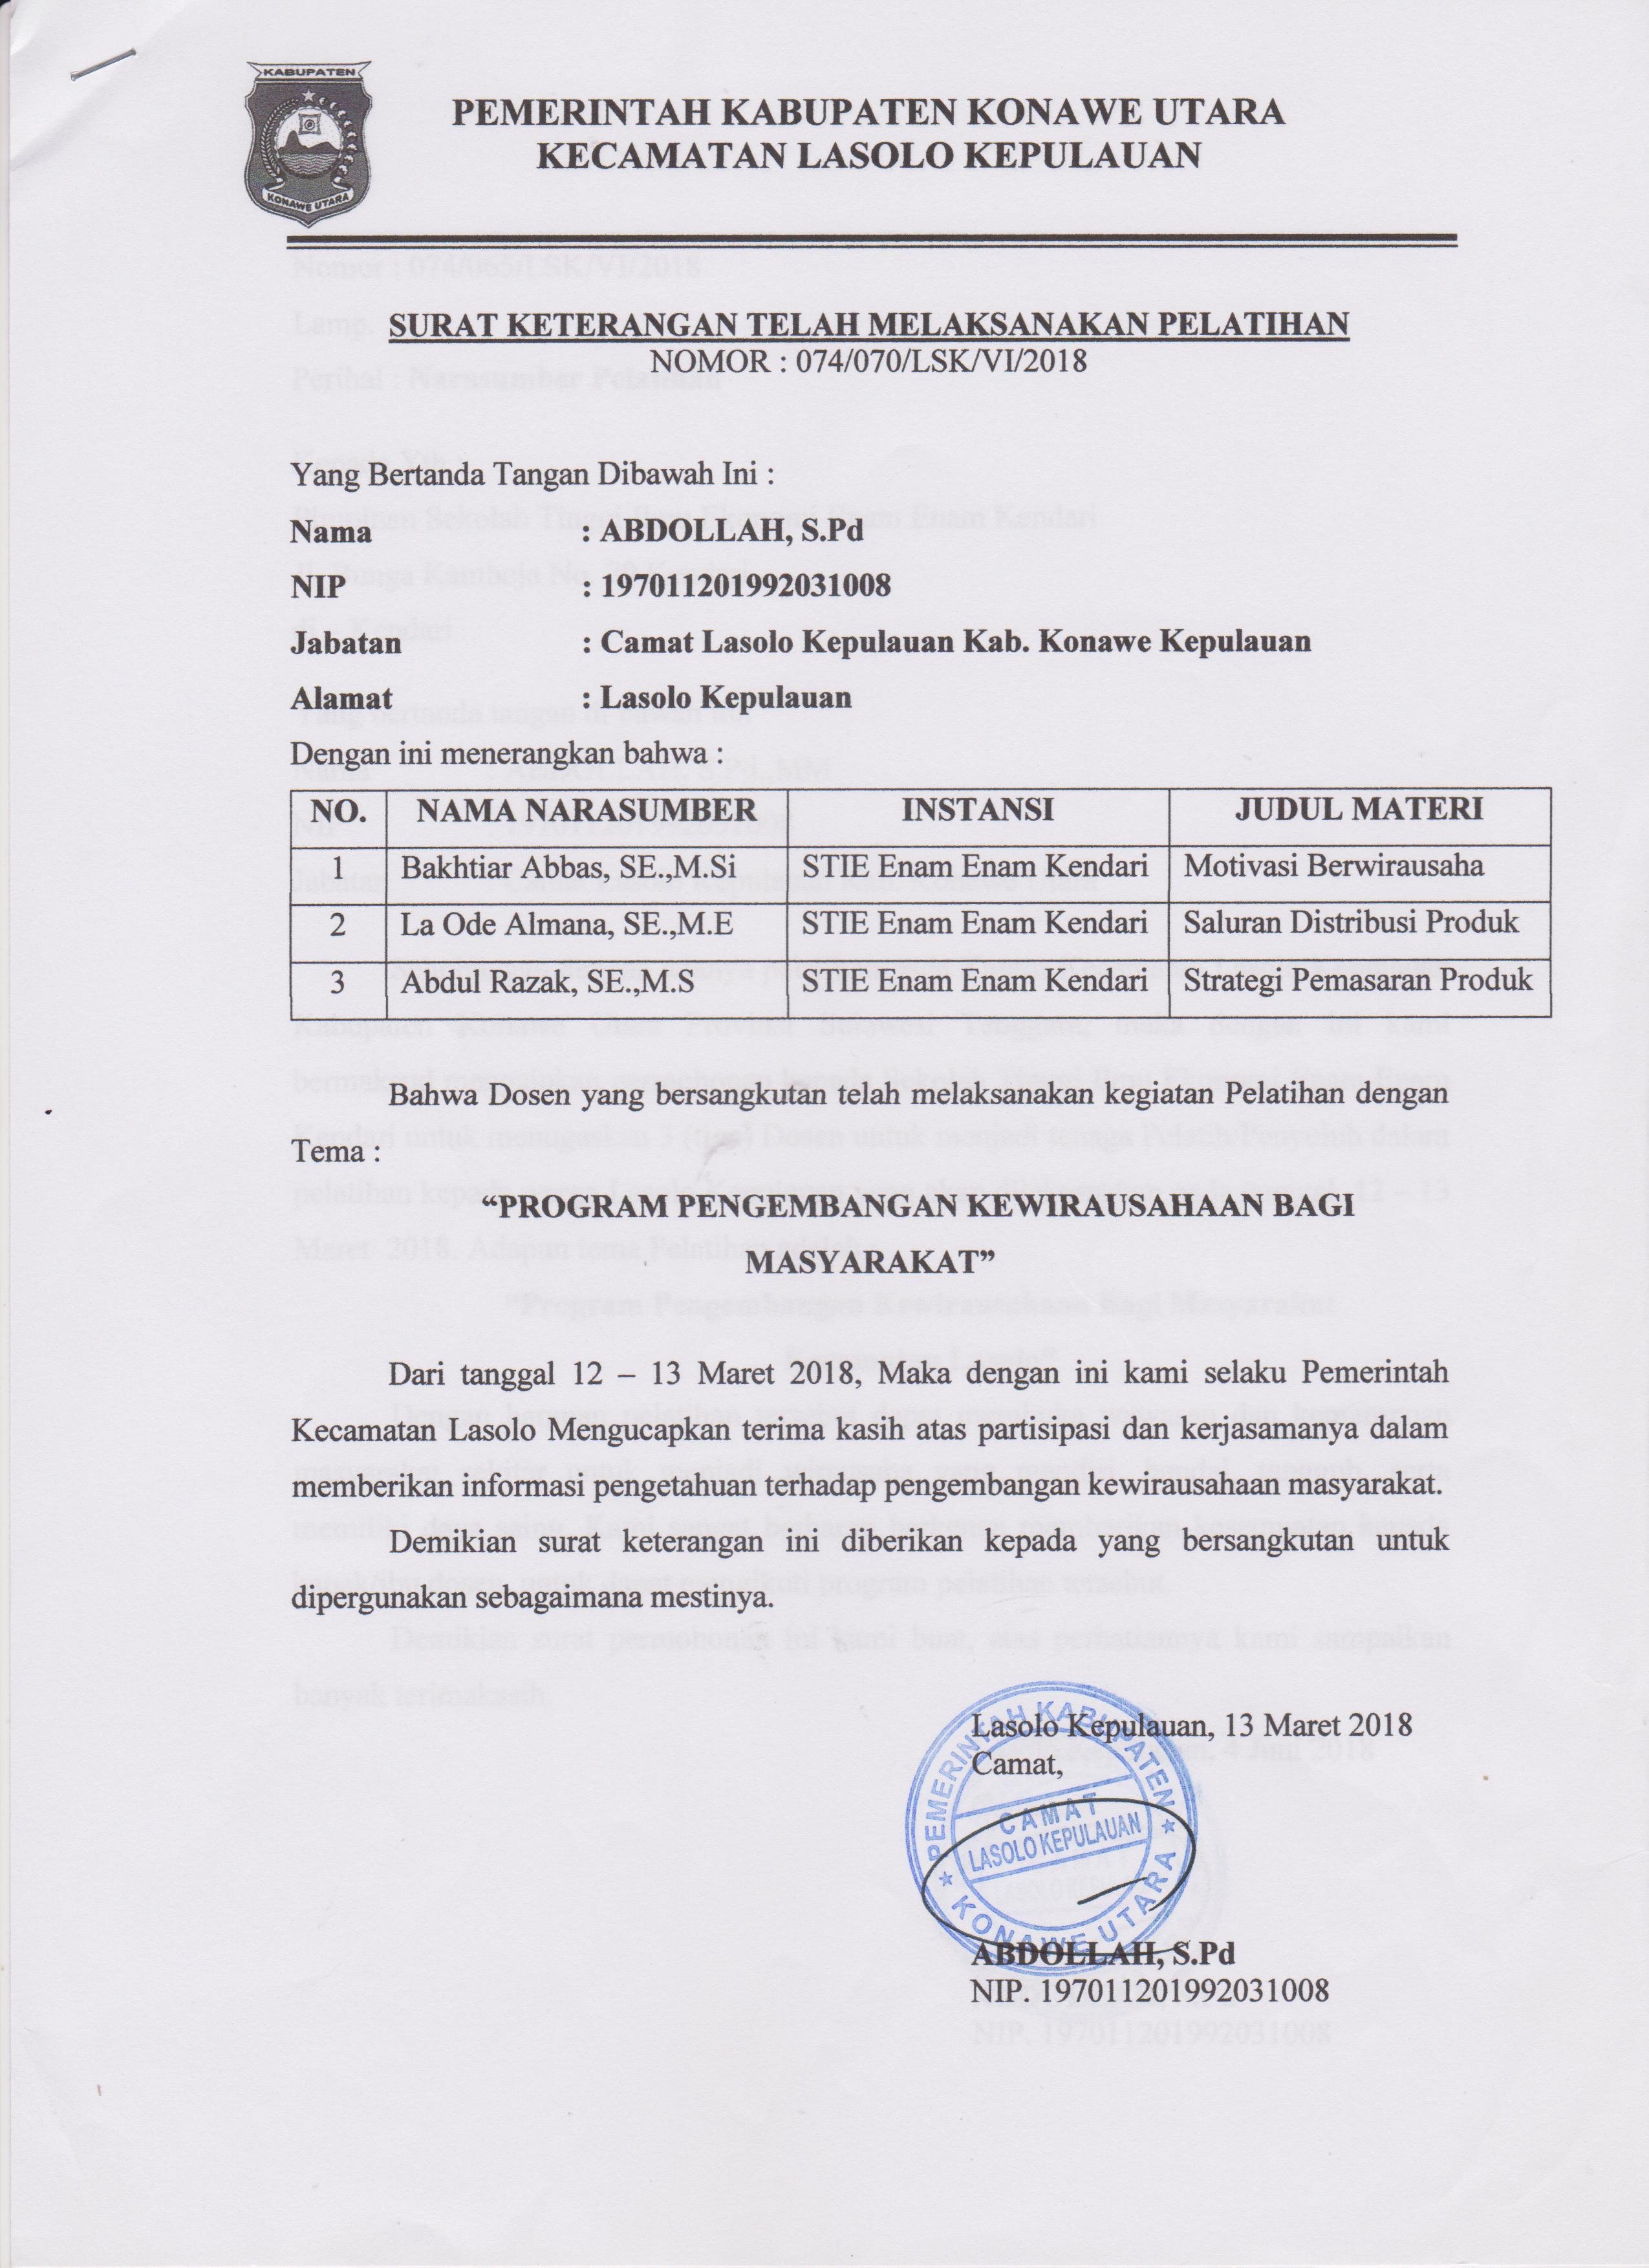 KABUPATEN
KONAWE UTARA
PEMERINTAH KABUPATEN KONAWE UTARA
KECAMATAN LASOLO KEPULAUAN
SURAT KETERANGAN TELAH MELAKSANAKAN PELATIHAN
NOMOR : 074/070/LSK/VI/2018
Yang Bertanda Tangan Dibawah Ini :
Nama : ABDOLLAH, S.Pd
NIP : 197011201992031008
Jabatan : Camat Lasolo Kepulauan Kab. Konawe Kepulauan
Alamat : Lasolo Kepulauan
Dengan ini menerangkan bahwa :
NO. NAMA NARASUMBER INSTANSI JUDUL MATERI
1 Bakhtiar Abbas, SE.,M.Si STIE Enam Enam Kendari Motivasi Berwirausaha
2 La Ode Almana, SE.,M.E STIE Enam Enam Kendari Saluran Distribusi Produk
3 Abdul Razak, SE.,M.S STIE Enam Enam Kendari Strategi Pemasaran Produk
Bahwa Dosen yang bersangkutan telah melaksanakan kegiatan Pelatihan dengan
Tema :
“PROGRAM PENGEMBANGAN KEWIRAUSAHAAN BAGI
MASYARAKAT”
Dari tanggal 12 – 13 Maret 2018, Maka dengan ini kami selaku Pemerintah
Kecamatan Lasolo Mengucapkan terima kasih atas partisipasi dan kerjasamanya dalam
memberikan informasi pengetahuan terhadap pengembangan kewirausahaan masyarakat.
Demikian surat keterangan ini diberikan kepada yang bersangkutan untuk
dipergunakan sebagaimana mestinya.
Lasolo Kepulauan, 13 Maret 2018
Camat,
PEMERINTAH KABUPATEN
CAMAT
LASOLO KEPULAUAN
KONAWE UTARA
ABDOLLAH, S.Pd
NIP. 197011201992031008